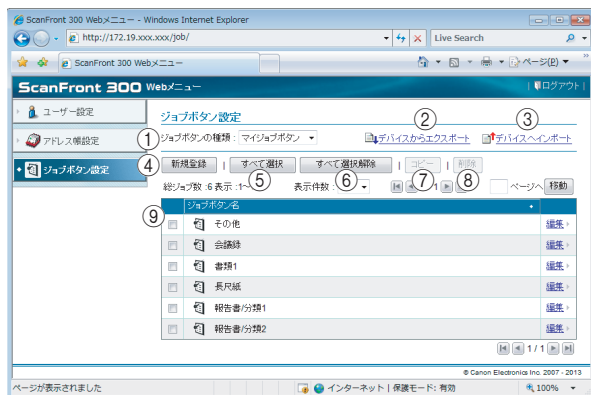 ScanFront 300 Webメニュー - Windows Internet Explorer
http://172.19.xxx.xxx/job/
Live Search
ScanFront 300 Webメニュー
ページ(P)
ScanFront 300 Webメニュー
ログアウト
ユーザー設定
アドレス帳設定
ジョブボタン設定
ジョブボタン設定
② ③
① ジョブボタンの種類 : マイジョブボタン デバイスからエクスポート デバイスへインポート
④ 新規登録 | すべて選択 すべて選択解除 | コピー | 削除
⑤ ⑥ ⑦ ⑧
総ジョブ数 :6 表示 :1~ 表示件数 : 1 ページへ 移動
⑨ ジョブボタン名
その他 編集
会議録 編集
書類1 編集
長尺紙 編集
報告書/分類1 編集
報告書/分類2 編集
1 / 1
© Canon Electronics Inc. 2007 - 2013
ページが表示されました インターネット | 保護モード: 有効 100%